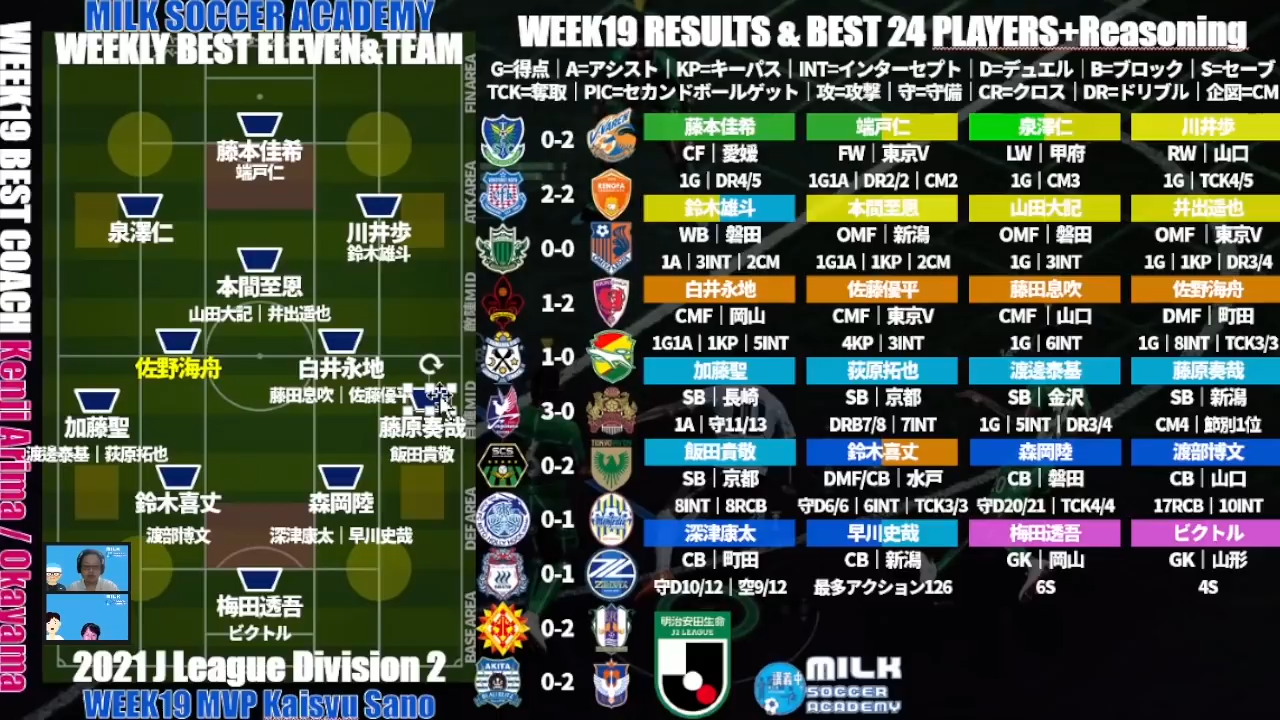 MILK SOCCER ACADEMY
WEEKLY BEST ELEVEN&TEAM
WEEK19 BEST COACH Kenji Arima / Okayama
藤本佳希
端戸仁
泉澤仁
川井歩
鈴木雄斗
本間至恩
山田大記｜井出遥也
佐野海舟
白井永地
藤田息吹｜佐藤優平
加藤聖
渡邊泰基｜荻原拓也
藤原奏哉
飯田貴敬
鈴木喜丈
渡部博文
森岡陸
深津康太｜早川史哉
梅田透吾
ビクトル
2021 J League Division 2
WEEK19 MVP Kaisyu Sano
FIN AREA
ATK AREA
DEF AREA
BASE AREA
WEEK19 RESULTS & BEST 24 PLAYERS+Reasoning
G=得点｜A=アシスト｜KP=キーパス｜INT=インターセプト｜D=デュエル｜B=ブロック｜S=セーブ
TCK=奪取｜PIC=セカンドボールゲット｜攻=攻撃｜守=守備｜CR=クロス｜DR=ドリブル｜企図=CM
0-2
2-2
0-0
1-2
1-0
3-0
0-2
0-1
0-1
0-2
0-2
藤本佳希 端戸仁 泉澤仁 川井歩
CF｜愛媛 FW｜東京V LW｜甲府 RW｜山口
1G｜DR4/5 1G1A｜DR2/2｜CM2 1G｜CM3 1G｜TCK4/5
鈴木雄斗 本間至恩 山田大記 井出遥也
WB｜磐田 OMF｜新潟 OMF｜磐田 OMF｜東京V
1A｜3INT｜2CM 1G1A｜1KP｜2CM 1G｜3INT 1G｜1KP｜DR3/4
白井永地 佐藤優平 藤田息吹 佐野海舟
CMF｜岡山 CMF｜東京V CMF｜山口 DMF｜町田
1G1A｜1KP｜5INT 4KP｜3INT 1G｜6INT 1G｜8INT｜TCK3/3
加藤聖 荻原拓也 渡邊泰基 藤原奏哉
SB｜長崎 SB｜京都 SB｜金沢 SB｜新潟
1A｜守11/13 DRB7/8｜7INT 1G｜5INT｜DR3/4 CM4｜節別1位
飯田貴敬 鈴木喜丈 森岡陸 渡部博文
SB｜京都 DMF/CB｜水戸 CB｜磐田 CB｜山口
8INT｜8RCB 守D6/6｜6INT｜TCK3/3 守D20/21｜TCK4/4 17RCB｜10INT
深津康太 早川史哉 梅田透吾 ビクトル
CB｜町田 CB｜新潟 GK｜岡山 GK｜山形
守D10/12｜空9/12 最多アクション126 6S 4S
明治安田生命
J2 LEAGUE
MILK
SOCCER
ACADEMY